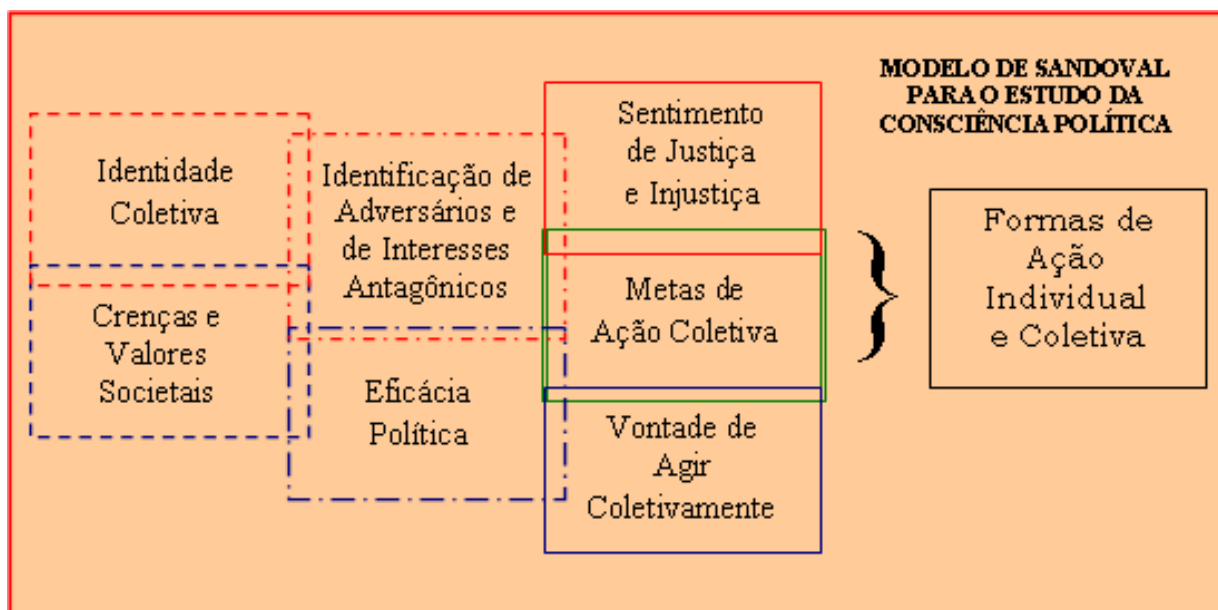 MODELO DE SANDOVAL
PARA O ESTUDO DA
CONSCIÊNCIA POLÍTICA
Identidade
Coletiva
Crenças e
Valores
Societais
Identificação de
Adversários e
de Interesses
Antagônicos
Eficácia
Política
Sentimento
de Justiça
e Injustiça
Metas de
Ação Coletiva
Vontade de
Agir
Coletivamente
}
Formas de
Ação
Individual
e Coletiva